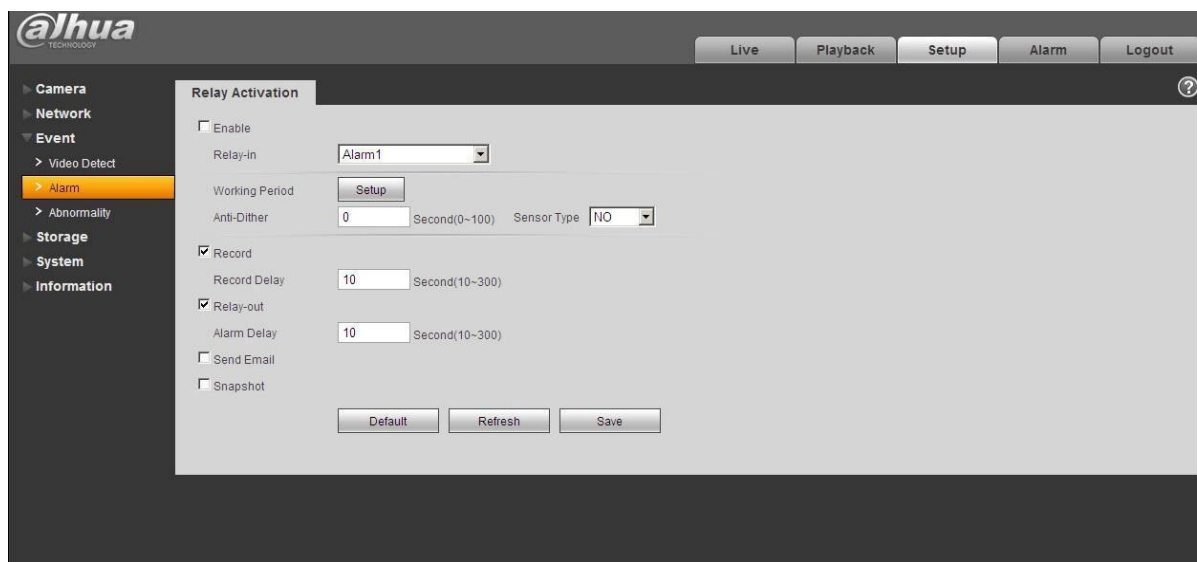 alhua
TECHNOLOGY
Live Playback Setup Alarm Logout
Camera
Network
Event
> Video Detect
> Alarm
> Abnormality
Storage
System
Information
Relay Activation
?
Enable
Relay-in Alarm1
Working Period Setup
Anti-Dither 0 Second(0~100) Sensor Type NO
Record
Record Delay 10 Second(10~300)
Relay-out
Alarm Delay 10 Second(10~300)
Send Email
Snapshot
Default Refresh Save